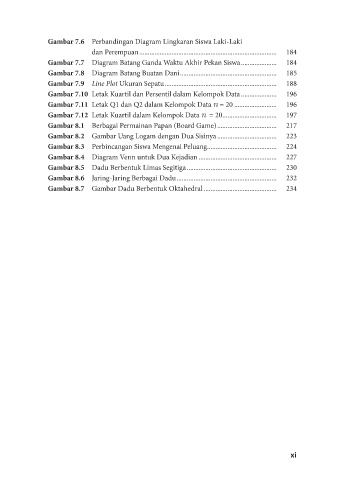 Gambar 7.6 Perbandingan Diagram Lingkaran Siswa Laki-Laki
dan Perempuan ........................................................................ 184
Gambar 7.7 Diagram Batang Ganda Waktu Akhir Pekan Siswa................... 184
Gambar 7.8 Diagram Batang Buatan Dani................................................... 185
Gambar 7.9 Line Plot Ukuran Sepatu........................................................... 188
Gambar 7.10 Letak Kuartil dan Persentil dalam Kelompok Data................... 196
Gambar 7.11 Letak Q1 dan Q2 dalam Kelompok Data n = 20 ....................... 196
Gambar 7.12 Letak Kuartil dalam Kelompok Data n = 20............................. 197
Gambar 8.1 Berbagai Permainan Papan (Board Game)............................... 217
Gambar 8.2 Gambar Uang Logam dengan Dua Sisinya ............................... 223
Gambar 8.3 Perbincangan Siswa Mengenai Peluang.................................... 224
Gambar 8.4 Diagram Venn untuk Dua Kejadian ......................................... 227
Gambar 8.5 Dadu Berbentuk Limas Segitiga............................................... 230
Gambar 8.6 Jaring-Jaring Berbagai Dadu.................................................... 232
Gambar 8.7 Gambar Dadu Berbentuk Oktahedral ...................................... 234
xi